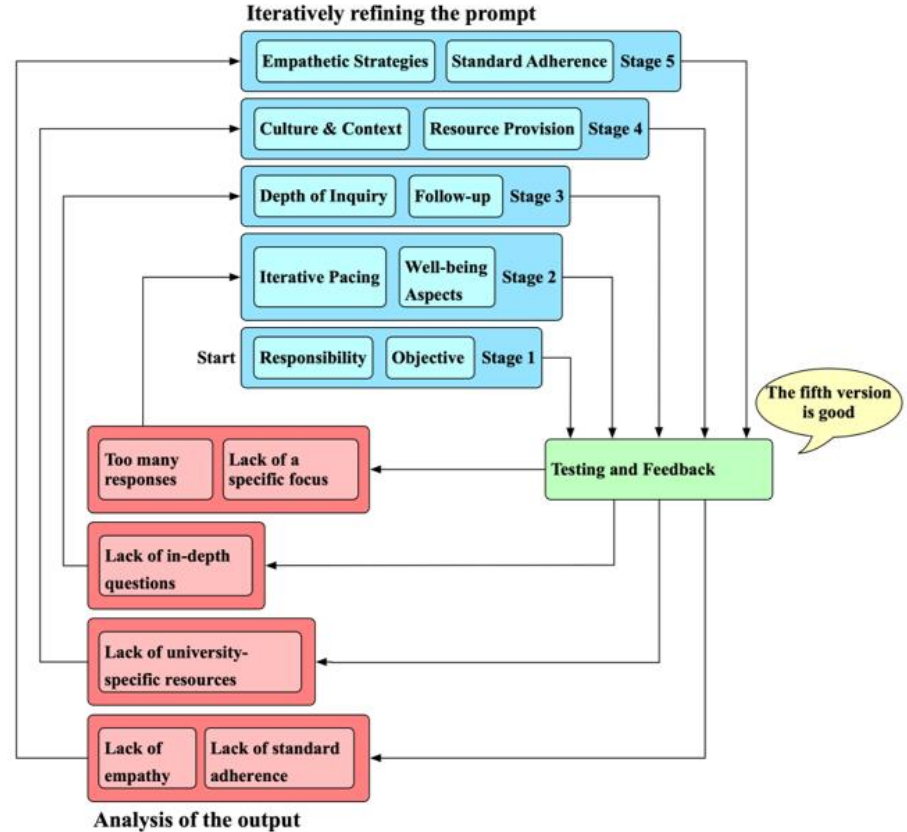 Iteratively refining the prompt
Empathetic Strategies
Standard Adherence
Stage 5
Culture & Context
Resource Provision
Stage 4
Depth of Inquiry
Follow-up
Stage 3
Iterative Pacing
Well-being
Aspects
Stage 2
Start
Responsibility
Objective
Stage 1
The fifth version
is good
Too many
responses
Lack of a
specific focus
Testing and Feedback
Lack of in-depth
questions
Lack of university-
specific resources
Lack of
empathy
Lack of standard
adherence
Analysis of the output